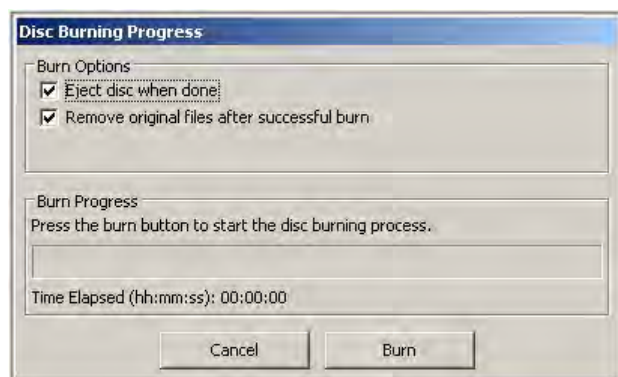 Disc Burning Progress
Burn Options
Eject disc when done
Remove original files after successful burn
Burn Progress
Press the burn button to start the disc burning process.
Time Elapsed (hh:mm:ss): 00:00:00
Cancel Burn